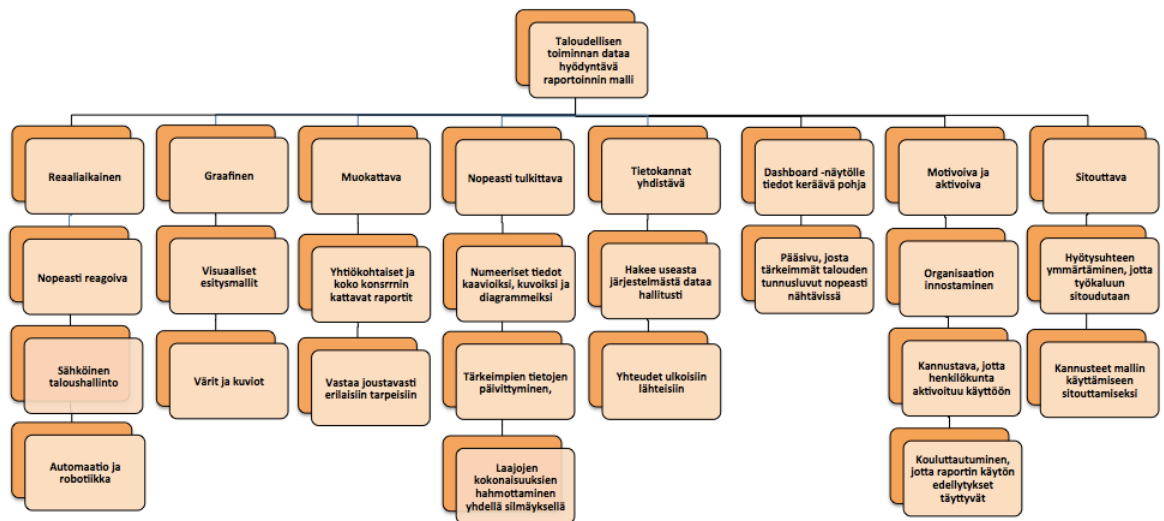 Taloudellisen
toiminnan dataa
hyödyntävä
raportoinnin malli
Reaaliaikainen
Graafinen
Muokattava
Nopeasti tulkittava
Tietokannat
yhdistävä
Dashboard -näytölle
tiedot keräävä pohja
Motivoiva ja
aktivoiva
Sitouttava
Nopeasti reagoiva
Visuaaliset
esitysmallit
Yhtiökohtaiset ja
koko konsrrnin
kattavat raportit
Numeeriset tiedot
kaavioiksi, kuvoiksi ja
diagrammeiksi
Hakee useasta
järjestelmästä dataa
hallitusti
Pääsivu, josta
tärkeimmät talouden
tunnusluvut nopeasti
nähtävissä
Organisaation
innostaminen
Hyötysuhteen
ymmärtäminen, jotta
työkaluun
sitoudutaan
Sähköinen
taloushallinto
Värit ja kuviot
Vastaa joustavasti
erilaisiin tarpeisiin
Tärkeimpien tietojen
päivittyminen,
Yhteudet ulkoisiin
lähteisiin
Kannustava, jotta
henkilökunta
aktivoituu käyttöön
Kannusteet mallin
käyttämiseen
sitouttamiseksi
Automaatio ja
robotiikka
Laajojen
kokonaisuuksien
hahmottaminen
yhdellä silmäyksellä
Kouluttautuminen,
jotta raportin käytön
edellytykset
täyttyvät